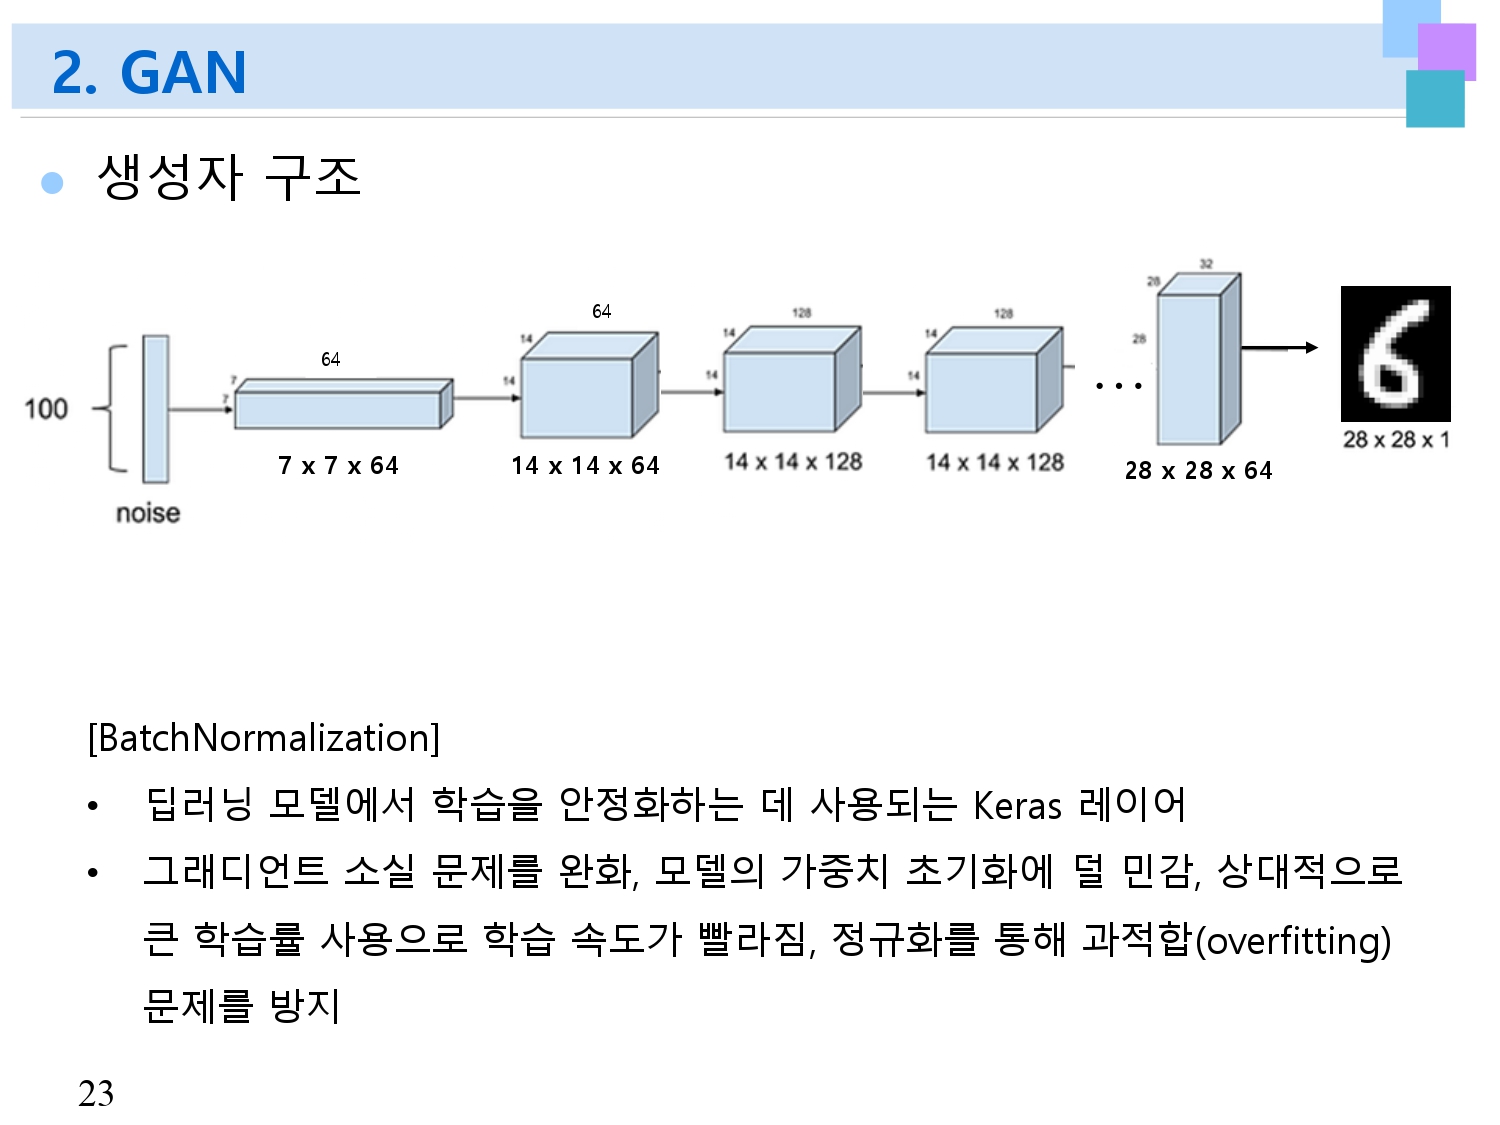 2. GAN
생성자 구조
100
noise
7
7
64
7 x 7 x 64
14
14
64
14 x 14 x 64
14
14
128
14 x 14 x 128
14
14
128
14 x 14 x 128
...
28
28
32
28 x 28 x 64
28 x 28 x 1
[BatchNormalization]
• 딥러닝 모델에서 학습을 안정화하는 데 사용되는 Keras 레이어
• 그래디언트 소실 문제를 완화, 모델의 가중치 초기화에 덜 민감, 상대적으로
큰 학습률 사용으로 학습 속도가 빨라짐, 정규화를 통해 과적합(overfitting)
문제를 방지
23